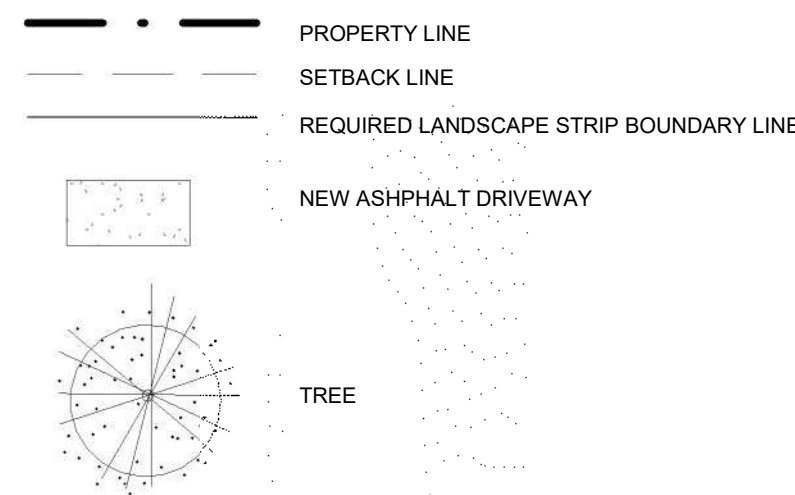 PROPERTY LINE
SETBACK LINE
REQUIRED LANDSCAPE STRIP BOUNDARY LINE
NEW ASHPHALT DRIVEWAY
TREE